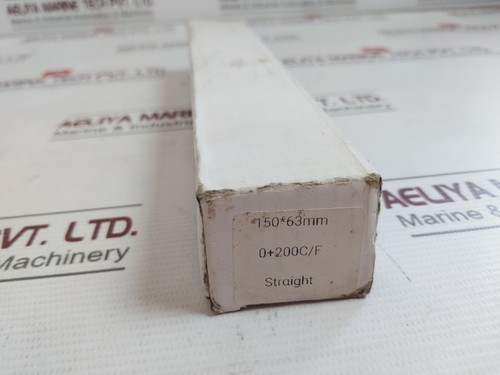 AELIYA MARINE TECH PVT. LTD.
AELIYA MARINE
Marine & Industrial
PVT. LTD.
Machinery
AELIYA MARINE
Marine &
150*63mm
0+200C/F
Straight